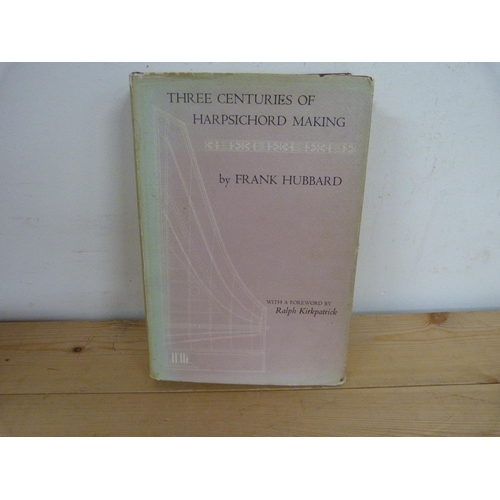 THREE CENTURIES OF
HARPSICHORD MAKING
by FRANK HUBBARD
WITH A FOREWORD BY
Ralph Kirkpatrick